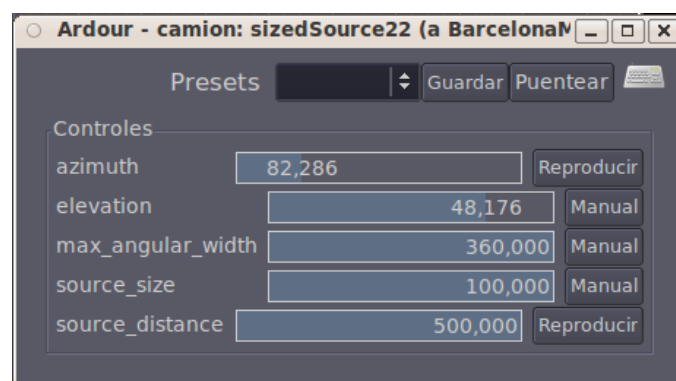 Ardour - camion: sizedSource22 (a BarcelonaM
Presets Guardar Puentear
Controles
azimuth 82,286 Reproducir
elevation 48,176 Manual
max_angular_width 360,000 Manual
source_size 100,000 Manual
source_distance 500,000 Reproducir